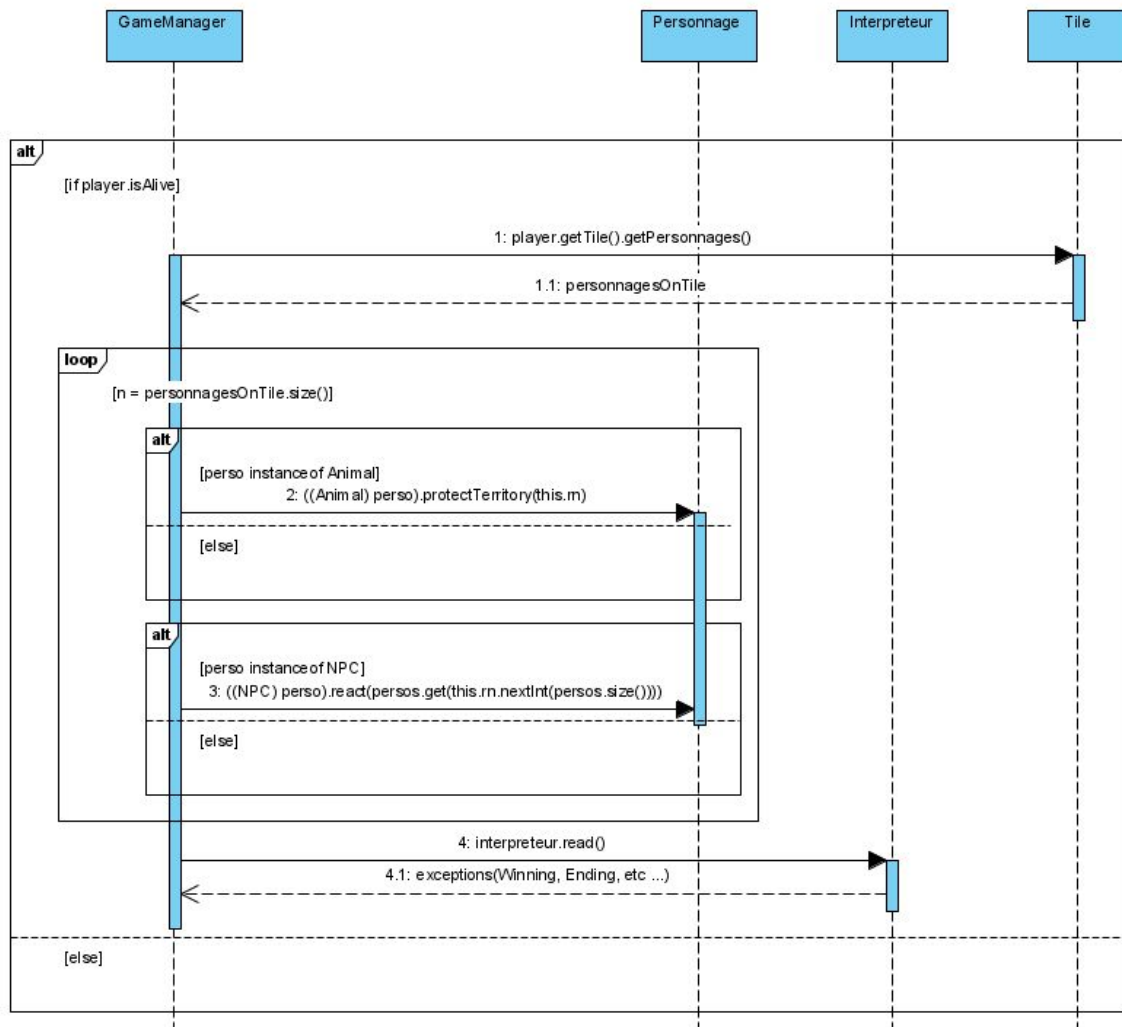 GameManager
Personnage
Interpreteur
Tile
alt
[if player.isAlive]
1: player.getTile().getPersonnages()
1.1: personnagesOnTile
loop
[n = personnagesOnTile.size()]
alt
[perso instanceof Animal]
2: ((Animal) perso).protectTerritory(this.rn)
[else]
alt
[perso instanceof NPC]
3: ((NPC) perso).react(persos.get(this.rn.nextInt(persos.size())))
[else]
4: interpreteur.read()
4.1: exceptions(Winning, Ending, etc ...)
[else]